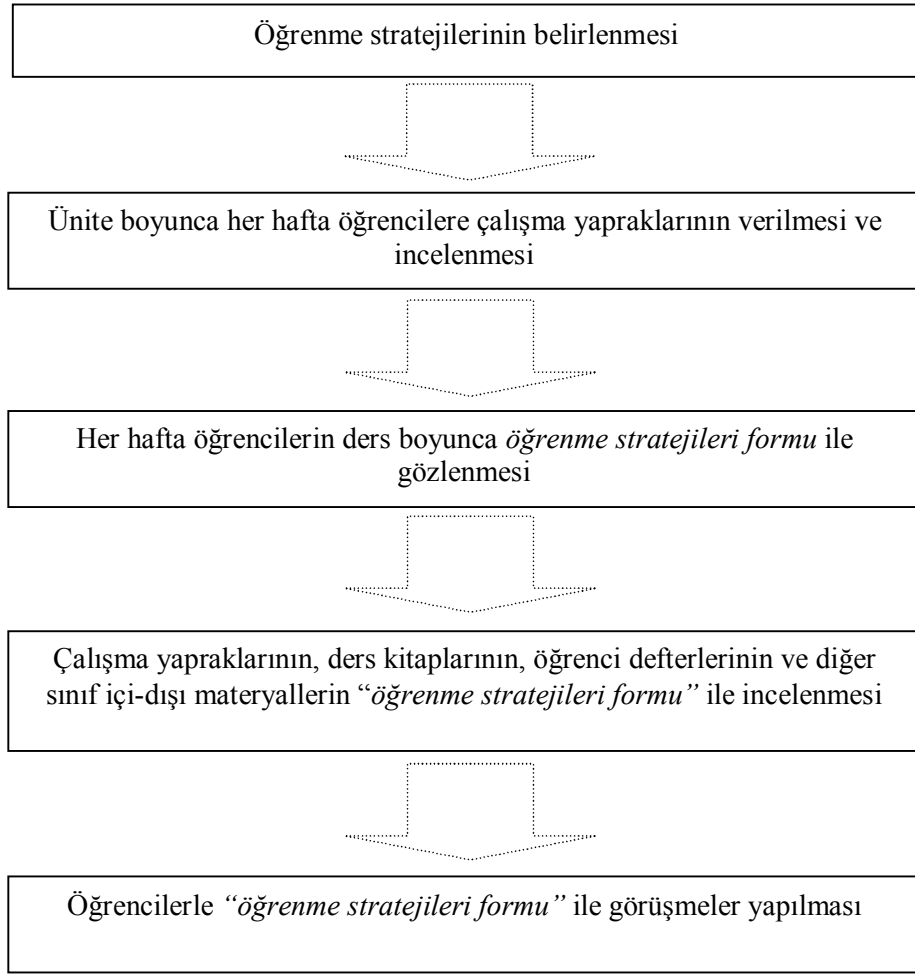 Öğrenme stratejilerinin belirlenmesi
Ünite boyunca her hafta öğrencilere çalışma yapraklarının verilmesi ve
incelenmesi
Her hafta öğrencilerin ders boyunca öğrenme stratejileri formu ile
gözlenmesi
Çalışma yapraklarının, ders kitaplarının, öğrenci defterlerinin ve diğer
sınıf içi-dışı materyallerin “öğrenme stratejileri formu” ile incelenmesi
Öğrencilerle “öğrenme stratejileri formu” ile görüşmeler yapılması